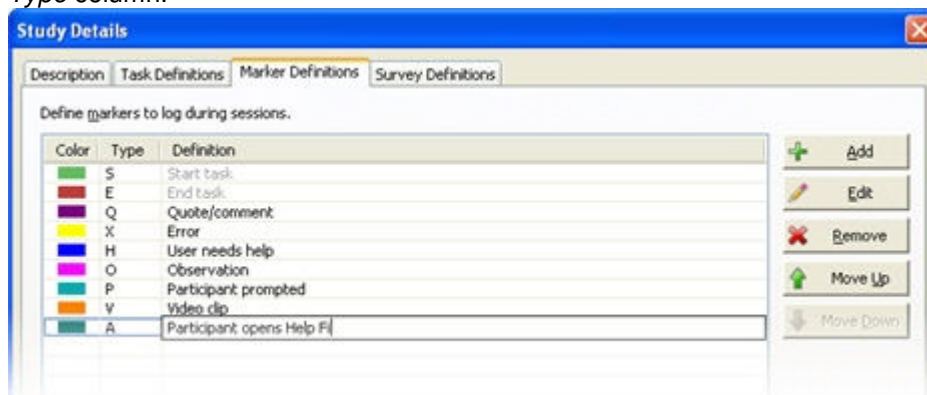 Type column.
Study Details
Description Task Definitions Marker Definitions Survey Definitions
Define markers to log during sessions.
Color Type Definition
S Start task
E End task
Q Quote/comment
X Error
H User needs help
O Observation
P Participant prompted
V Video clip
A Participant opens Help Fi
Add
Edit
Remove
Move Up
Move Down